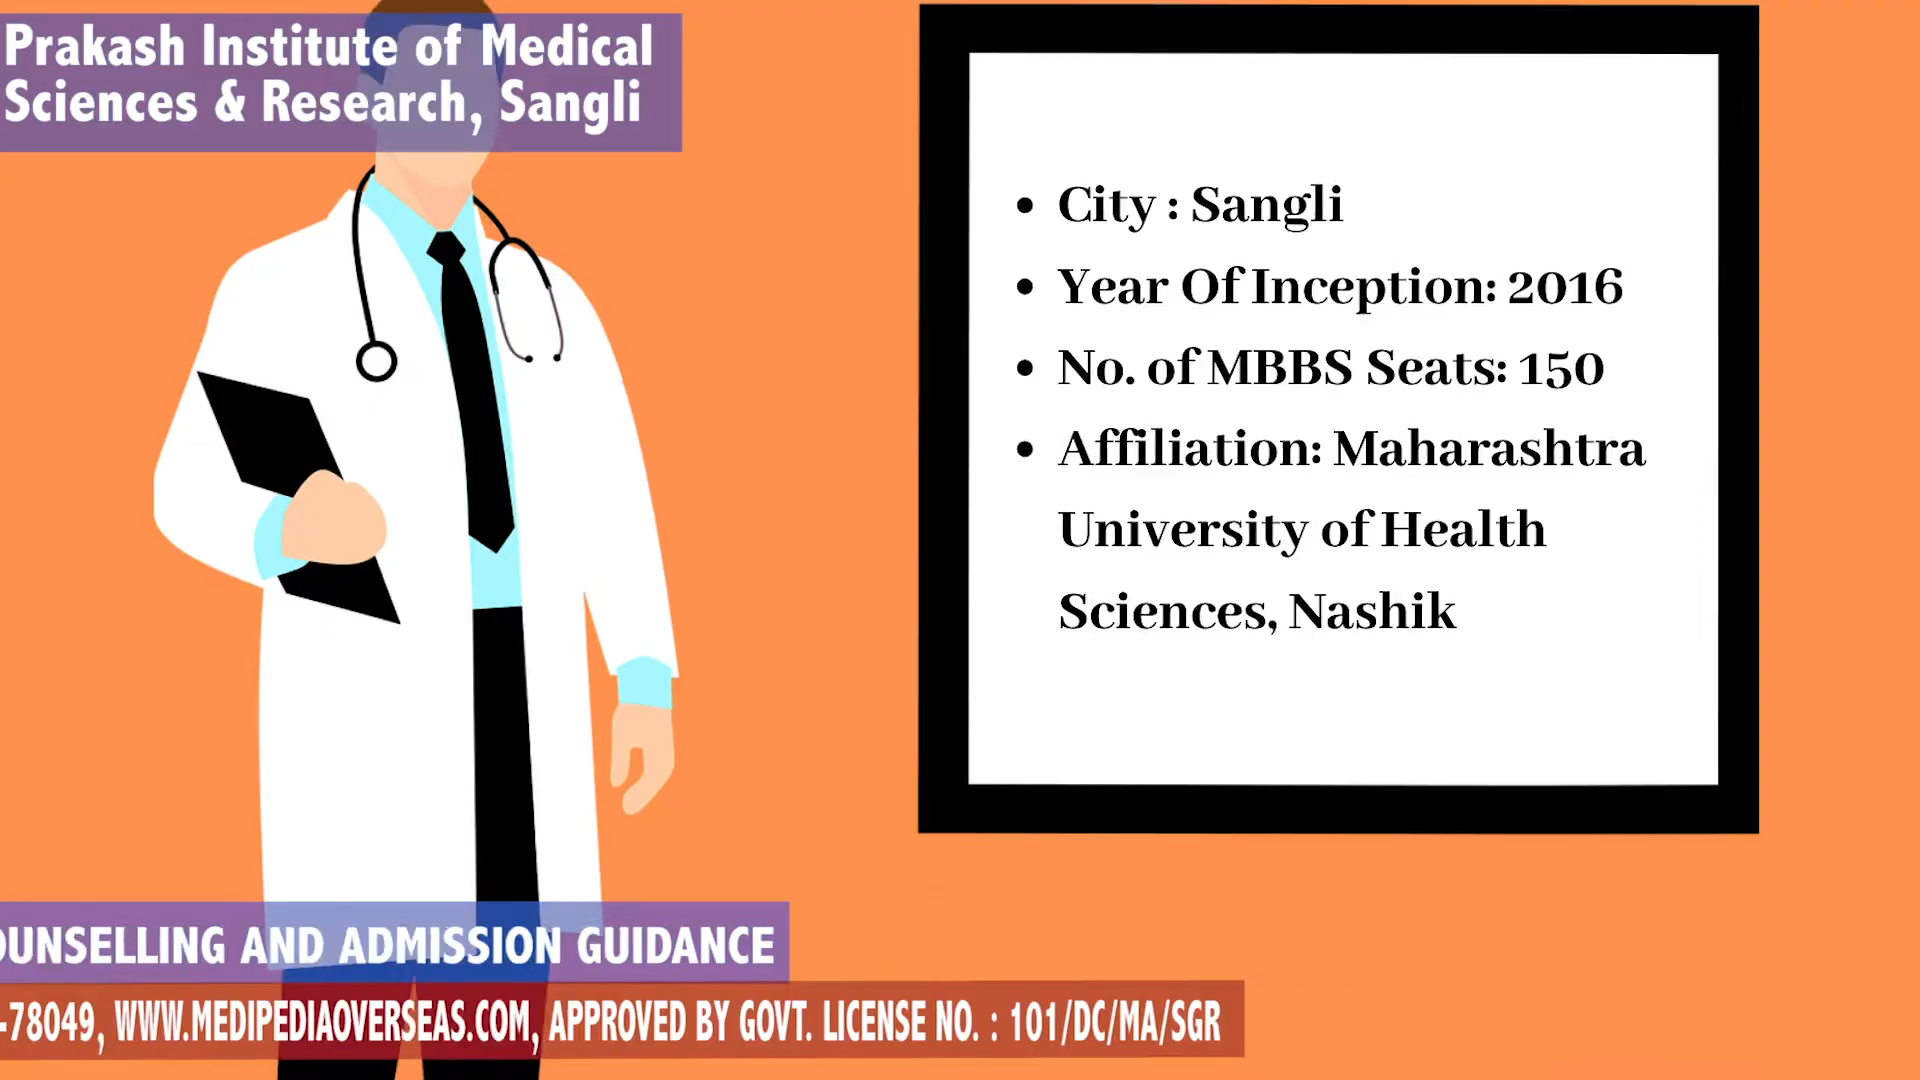 Prakash Institute of Medical
Sciences & Research, Sangli
• City : Sangli
• Year Of Inception: 2016
• No. of MBBS Seats: 150
• Affiliation: Maharashtra
University of Health
Sciences, Nashik
OUNSELLING AND ADMISSION GUIDANCE
-78049, WWW.MEDIPEDIAOVERSEAS.COM, APPROVED BY GOVT. LICENSE NO. : 101/DC/MA/SGR